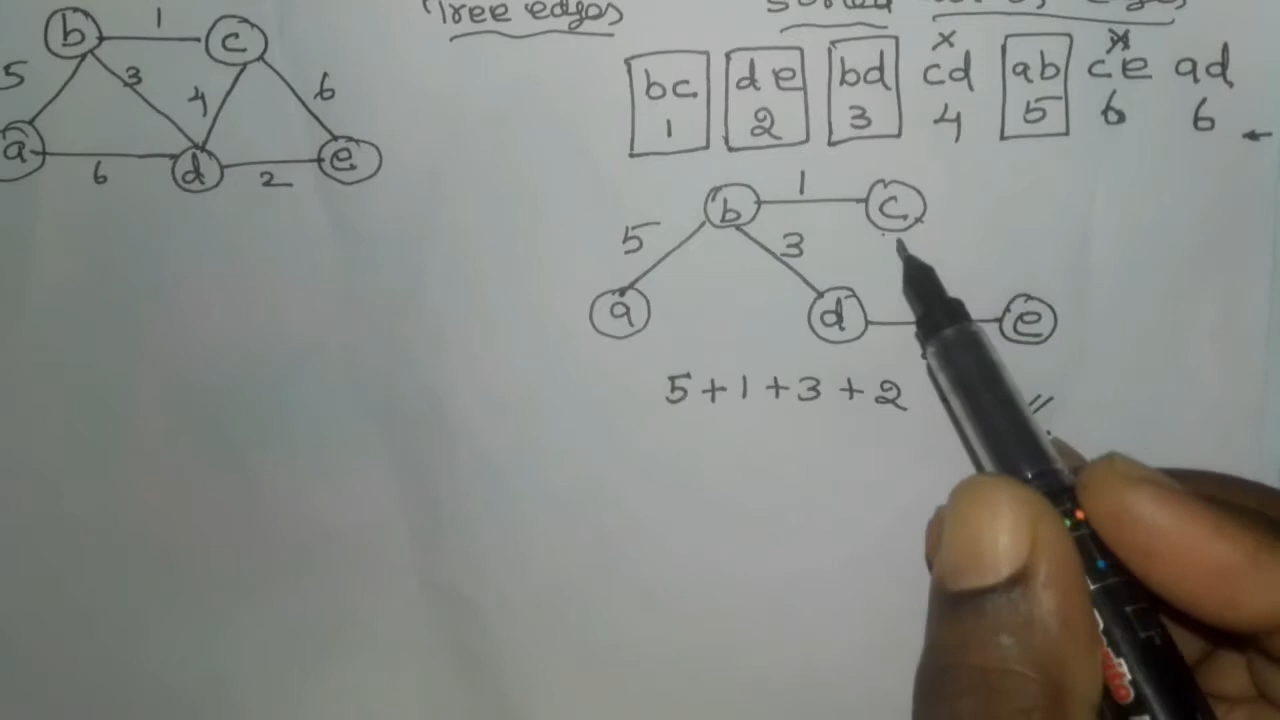 Tree edges
b 1 c
5 3 4 6
a 6 d 2 e
bc de bd cd ab ce ad
1 2 3 4 5 6 6
b 1 c
5 3
a d e
5+1+3+2